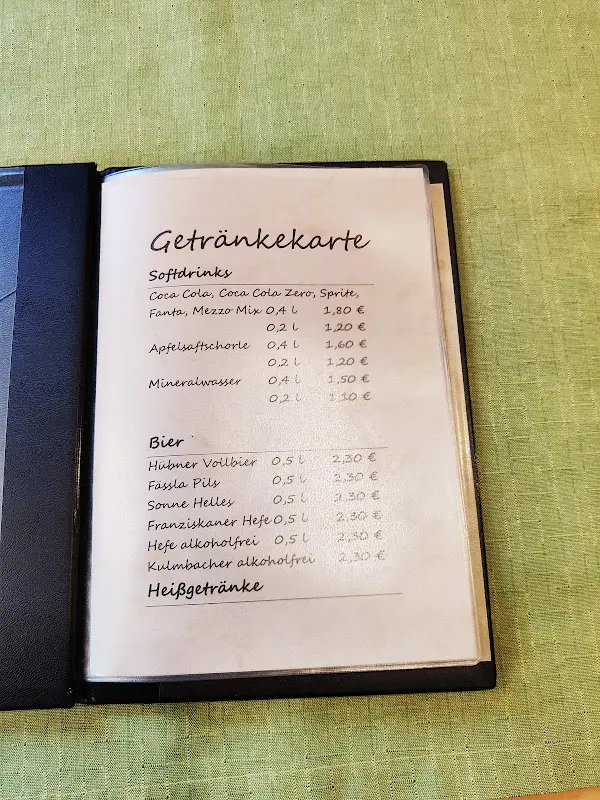 Getränkekarte
Softdrinks
Coca Cola, Coca Cola Zero, Sprite,
Fanta, Mezzo Mix 0,4 l 1,80 €
0,2 l 1,20 €
Apfelsaftschorle 0,4 l 1,60 €
0,2 l 1,20 €
Mineralwasser 0,4 l 1,50 €
0,2 l 1,10 €
Bier
Hübner Vollbier 0,5 l 2,30 €
Fässla Pils 0,5 l 2,30 €
Sonne Helles 0,5 l 2,30 €
Franziskaner Hefe 0,5 l 2,30 €
Hefe alkoholfrei 0,5 l 2,30 €
Kulmbacher alkoholfrei 2,30 €
Heißgetränke